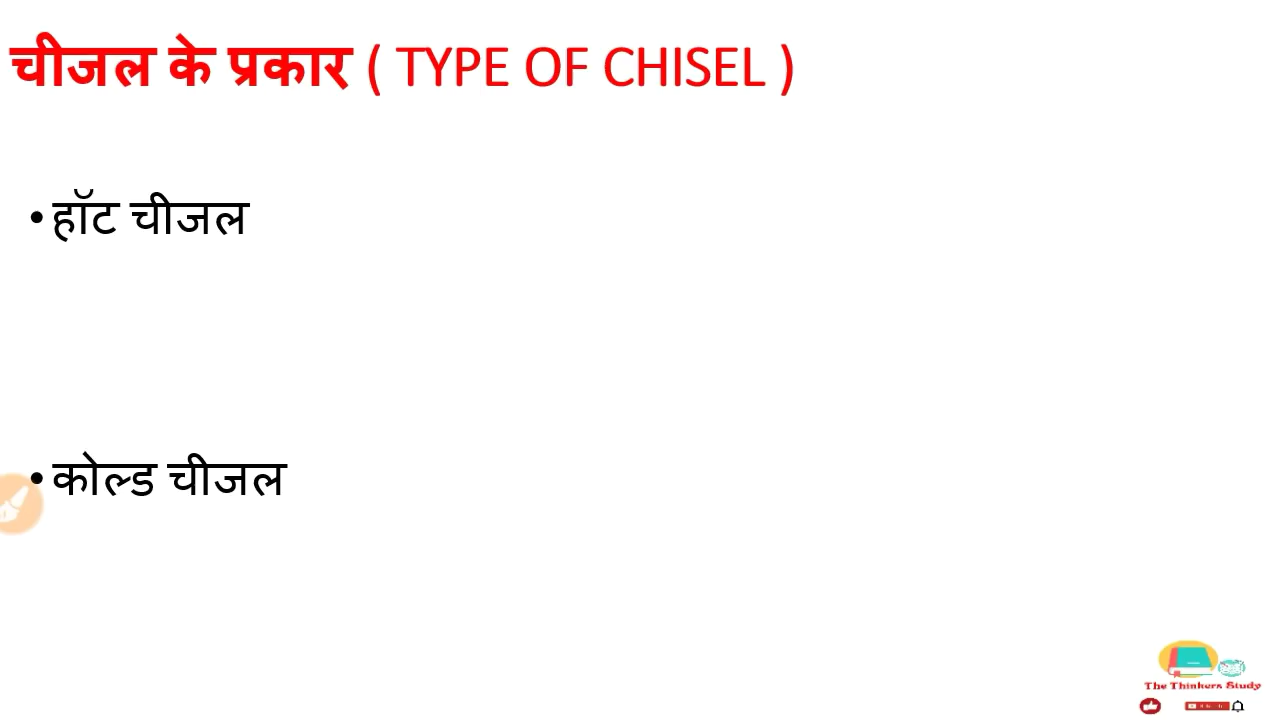 चीजल के प्रकार ( TYPE OF CHISEL )
• हॉट चीजल
• कोल्ड चीजल
The Thinkers Study